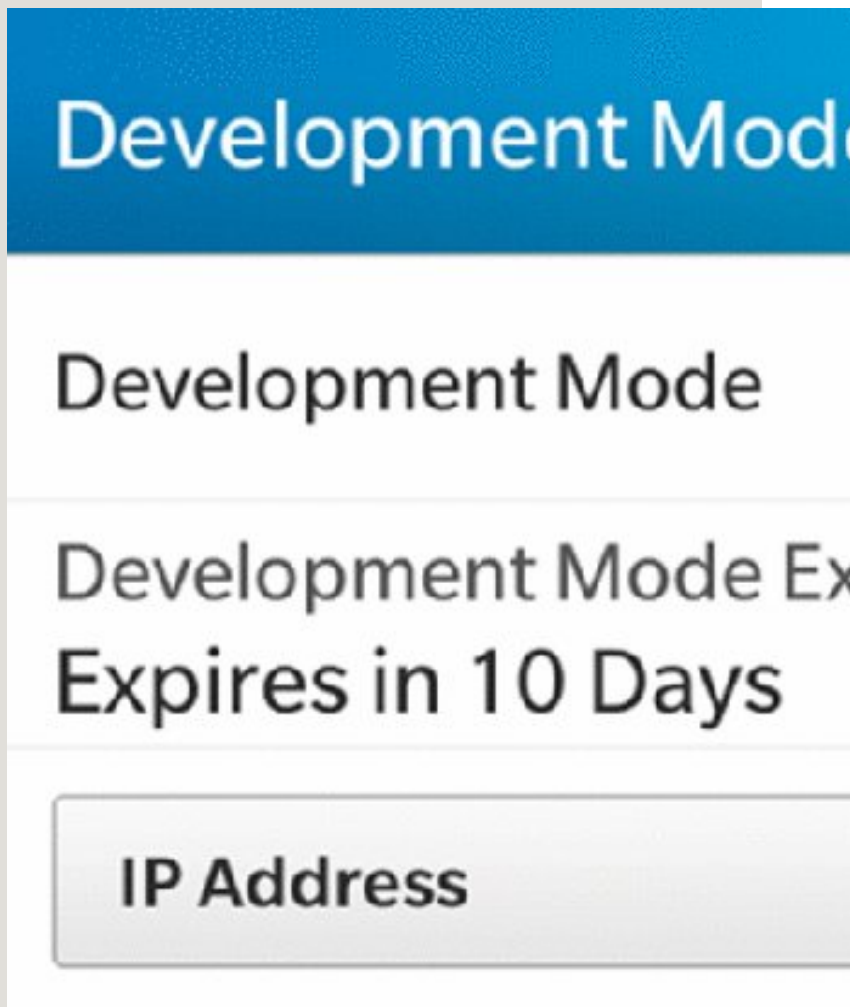 Development Mod
Development Mode
Development Mode Ex
Expires in 10 Days
IP Address